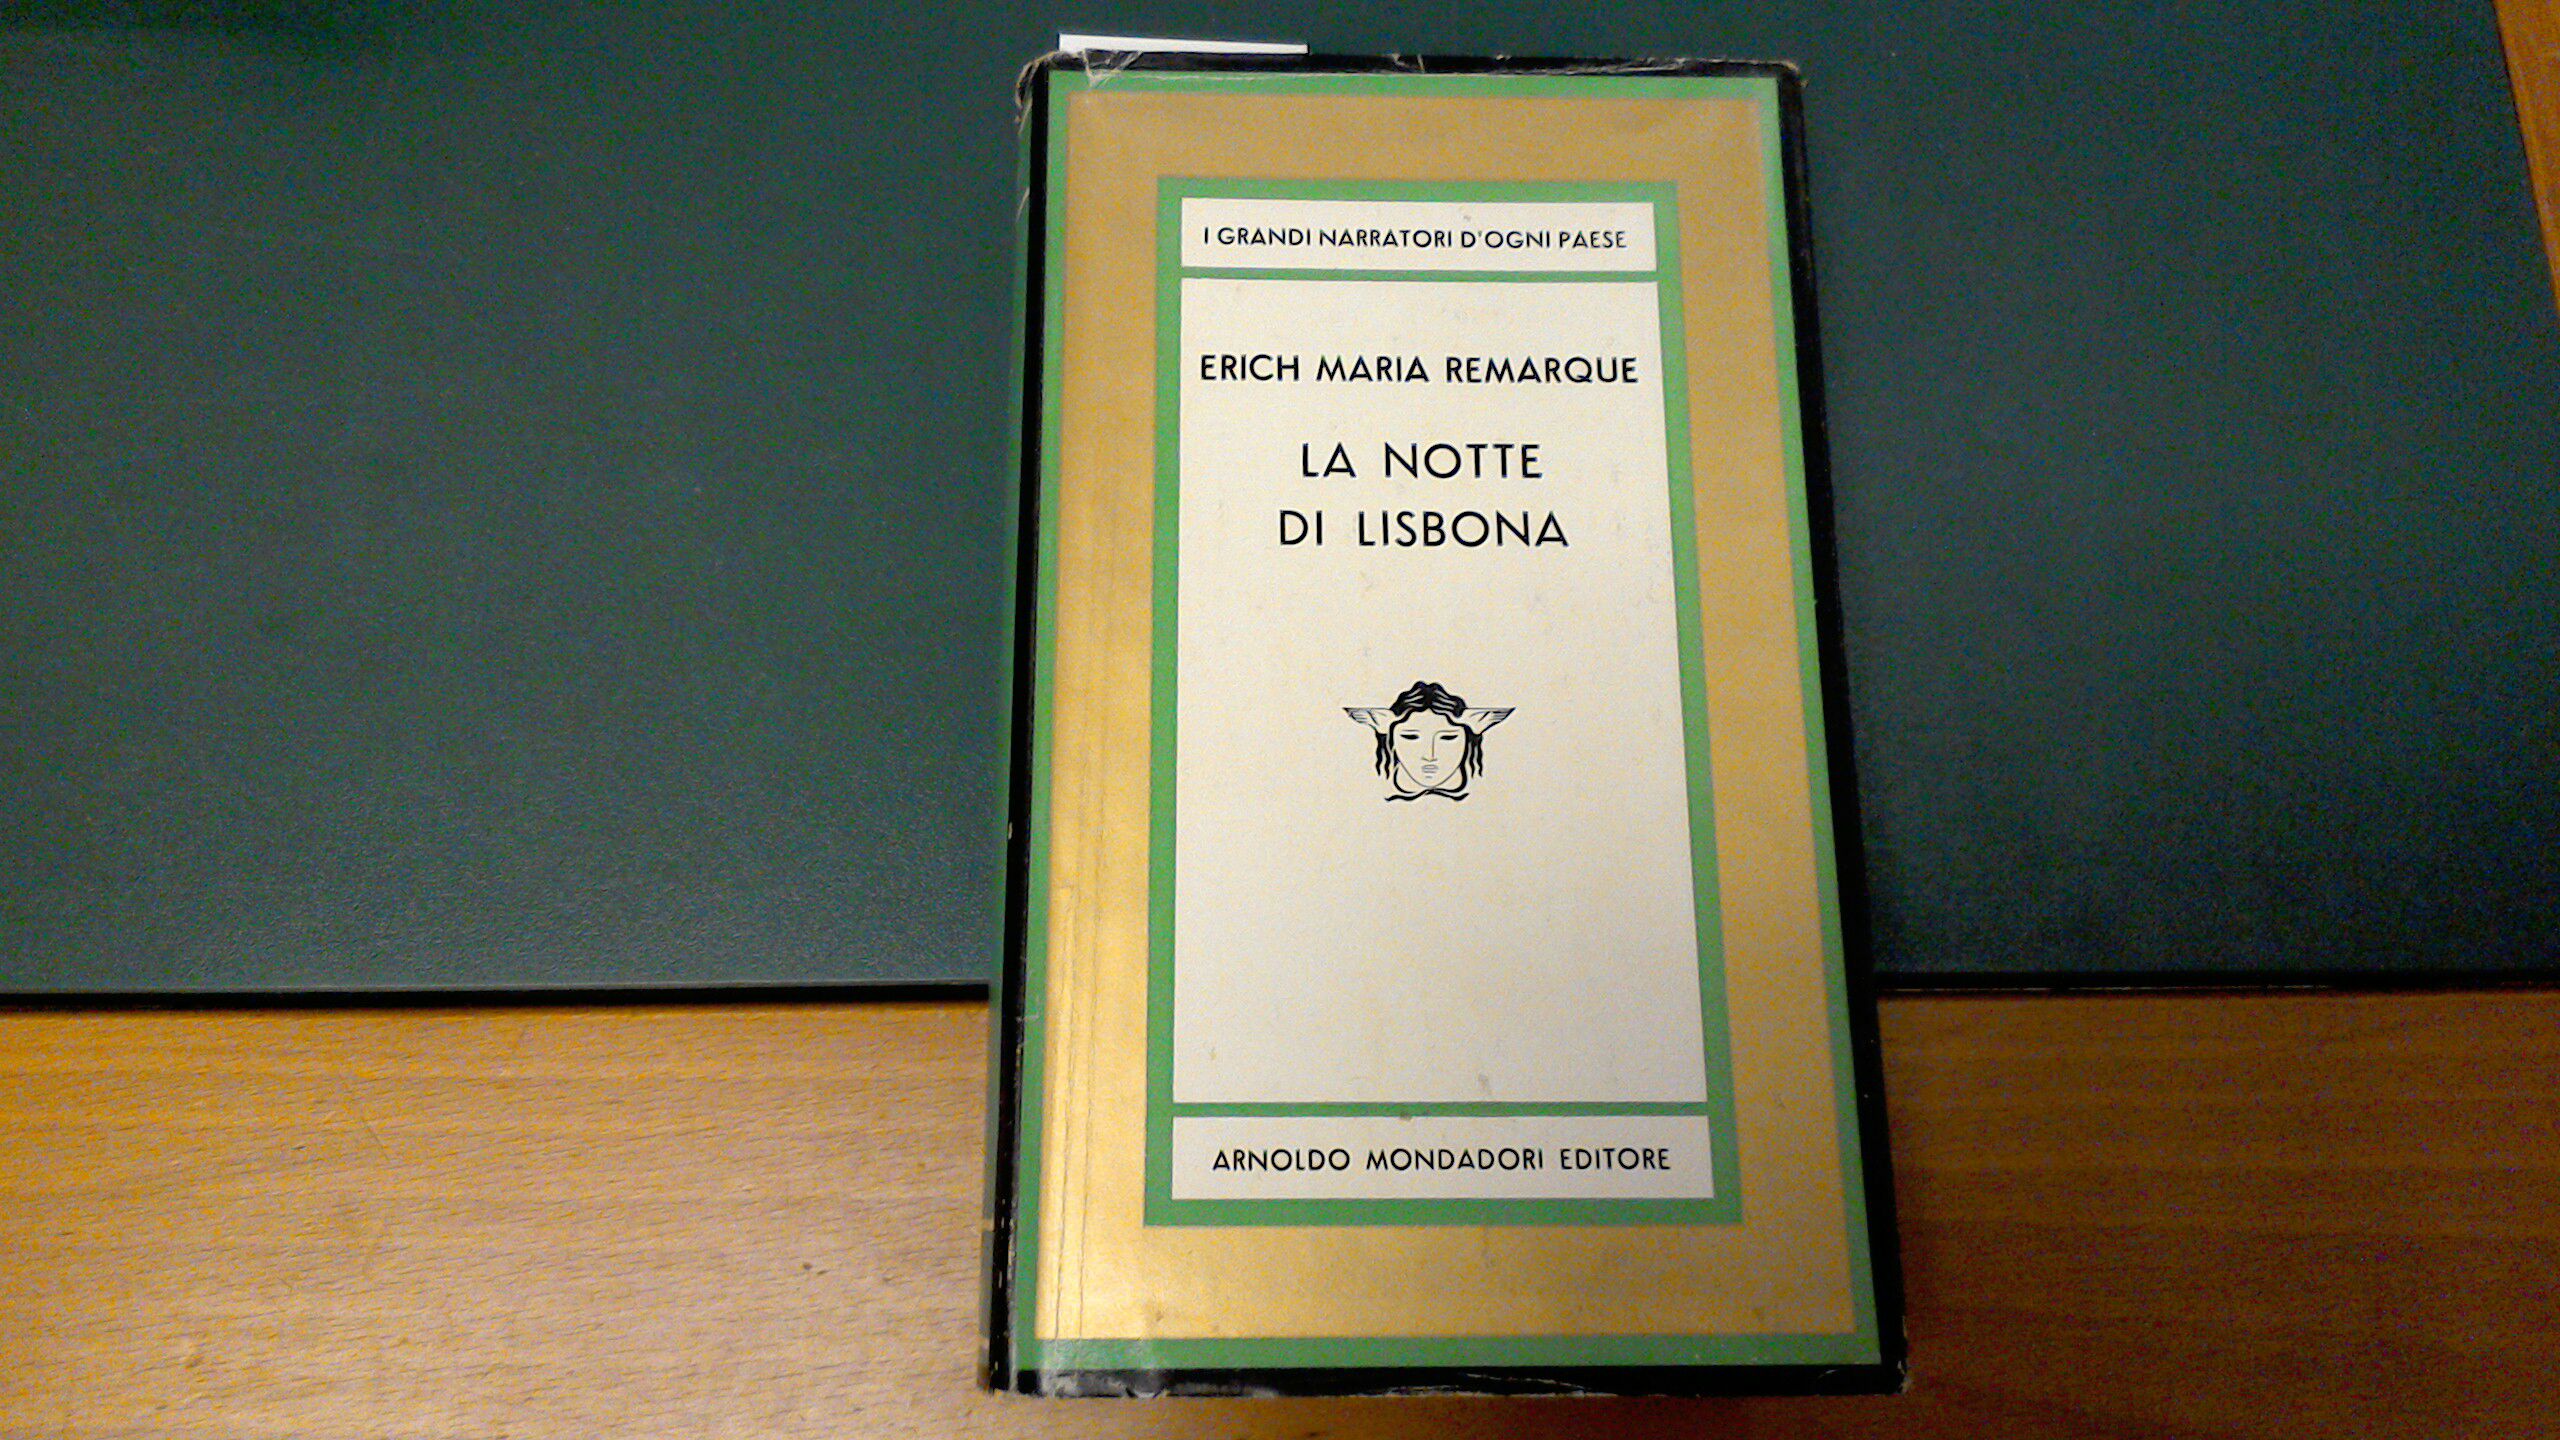 I GRANDI NARRATORI D'OGNI PAESE
ERICH MARIA REMARQUE
LA NOTTE
DI LISBONA
ARNOLDO MONDADORI EDITORE